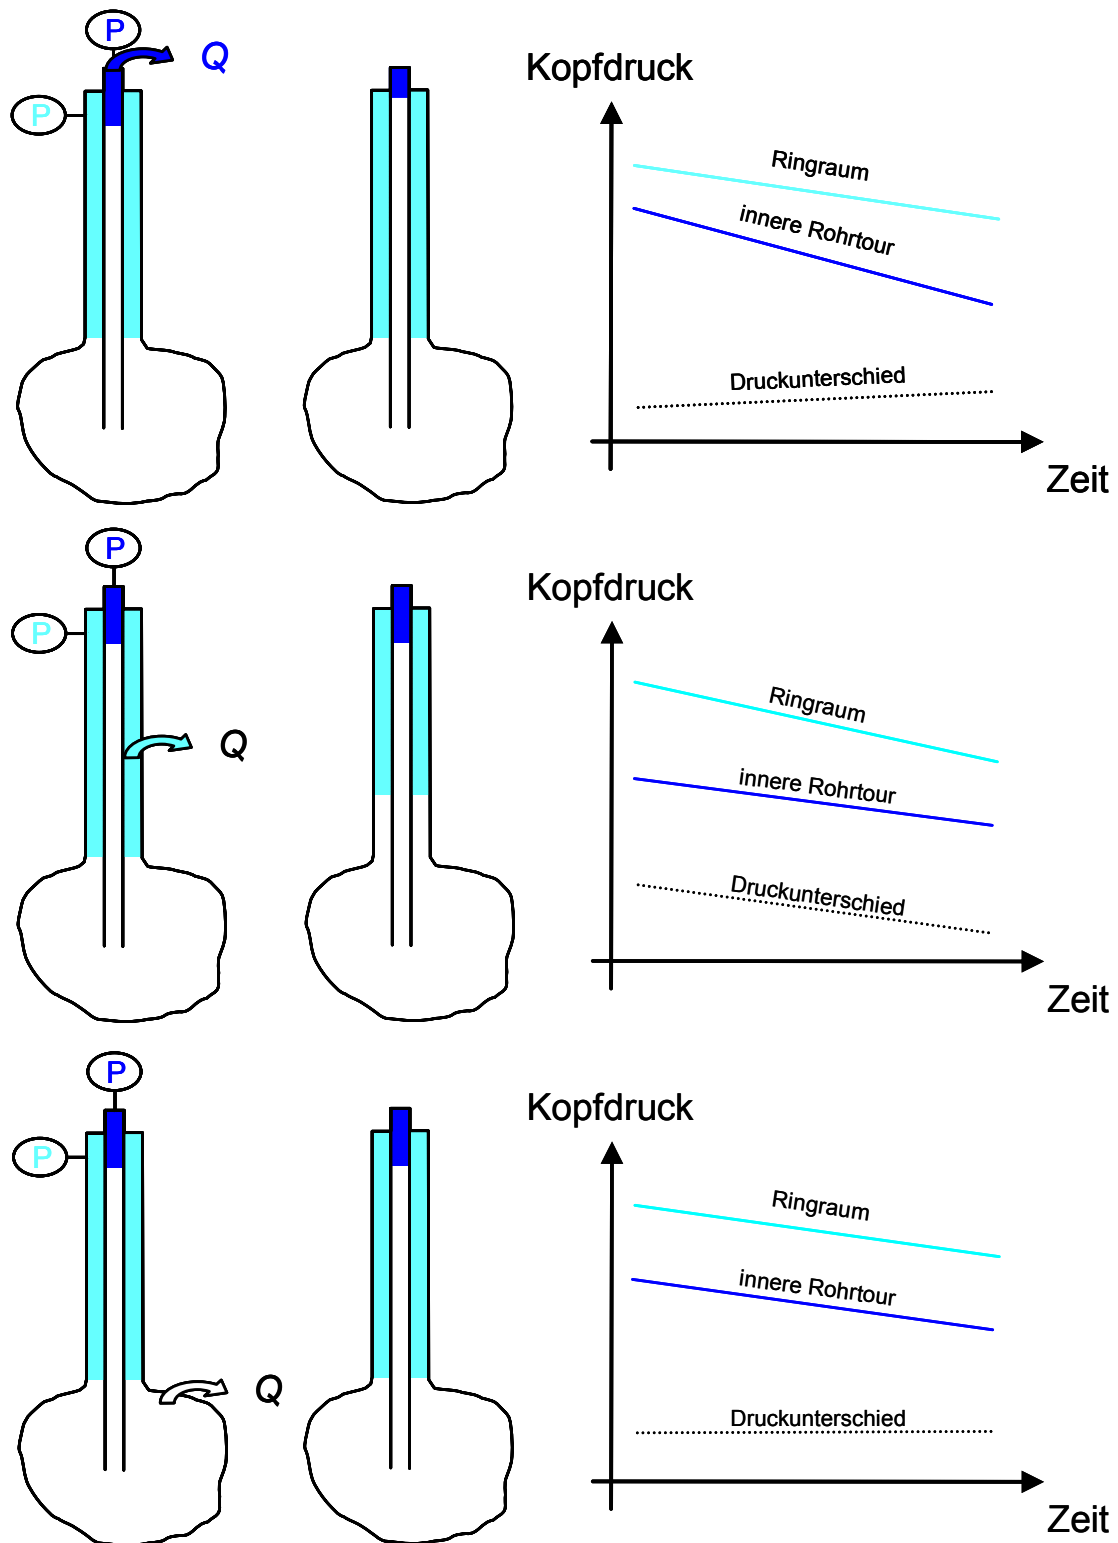 P
Q
P
Kopfdruck
Ringraum
innere Rohrtour
Druckunterschied
Zeit
P
P
Q
Kopfdruck
Ringraum
innere Rohrtour
Druckunterschied
Zeit
P
P
Q
Kopfdruck
Ringraum
innere Rohrtour
Druckunterschied
Zeit